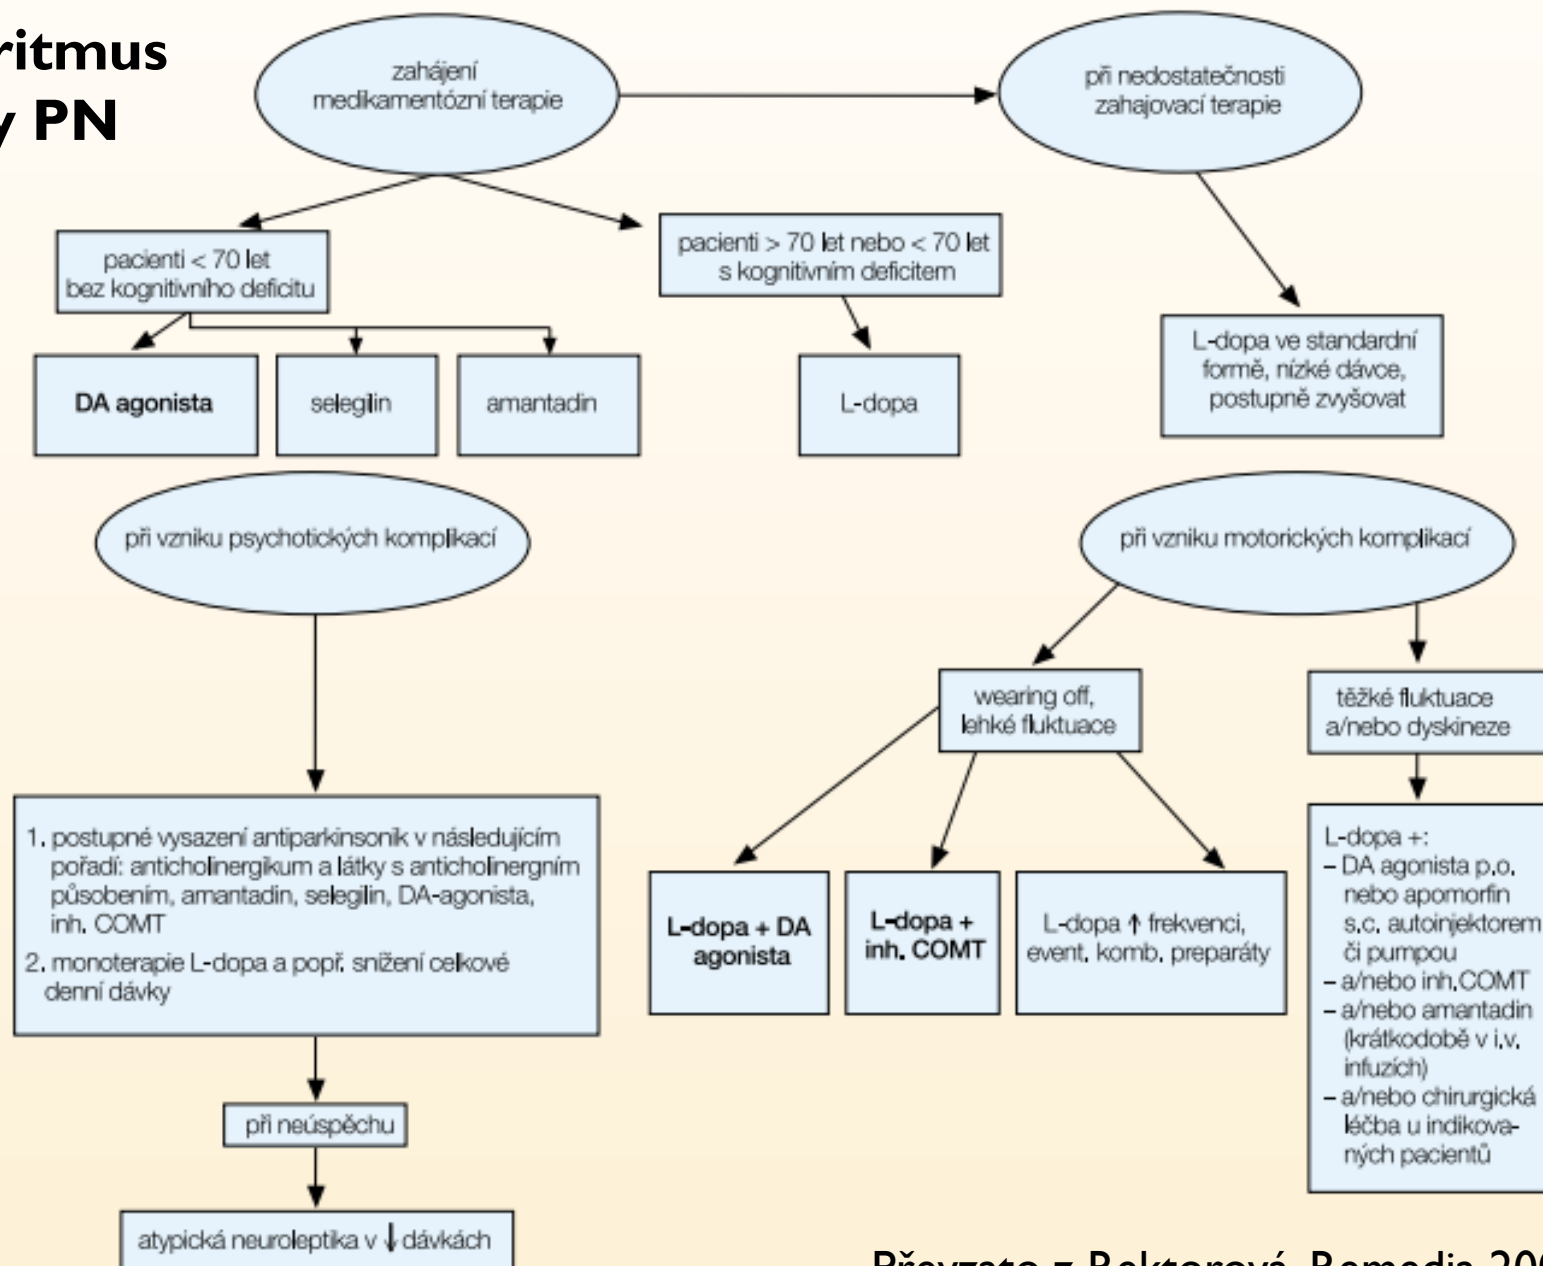 ritmus
y PN
zahájení
medikamentózní terapie
při nedostatečnosti
zahajovací terapie
pacienti < 70 let
bez kognitivního deficitu
pacienti > 70 let nebo < 70 let
s kognitivním deficitem
DA agonista
selegilin
amantadin
L-dopa
L-dopa ve standardní
formě, nízké dávce,
postupně zvyšovat
při vzniku psychotických komplikací
při vzniku motorických komplikací
wearing off,
lehké fluktuace
těžké fluktuace
a/nebo dyskineze
1. postupné vysazení antiparkinsonik v následujícím
pořadí: anticholinergikum a látky s anticholinergním
působením, amantadin, selegilin, DA-agonista,
inh. COMT
2. monoterapie L-dopa a popř. snížení celkové
denní dávky
L-dopa + DA
agonista
L-dopa +
inh. COMT
L-dopa ↑ frekvenci,
event. komb. preparáty
L-dopa +:
– DA agonista p.o.
nebo apomorfin
s.c. autoinjektorem
či pumpou
– a/nebo inh.COMT
– a/nebo amantadin
(krátkodobě v i.v.
infuzích)
– a/nebo chirurgická
léčba u indikova-
ných pacientů
při neúspěchu
atypická neuroleptika v ↓ dávkách
Převzato z Rektorová, Remedia 200